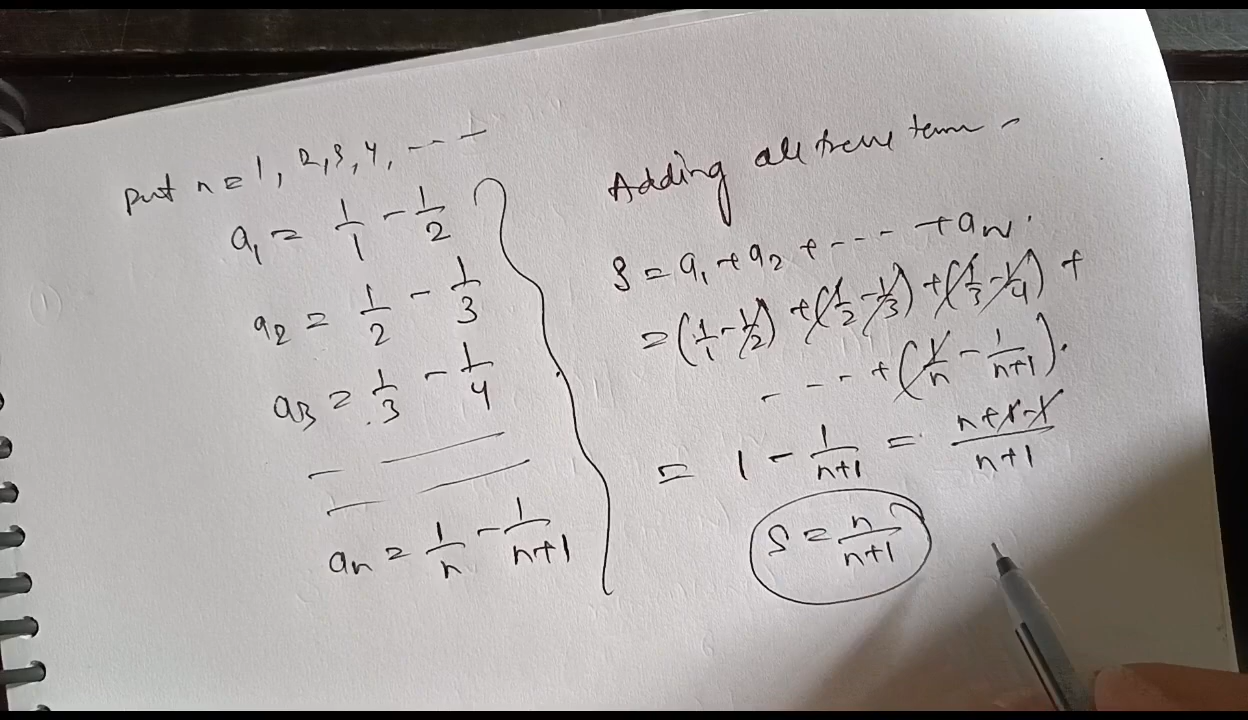 Put n = 1, 2, 3, 4, ----
a₁ = 1/1 - 1/2
a₂ = 1/2 - 1/3
a₃ = 1/3 - 1/4
aₙ = 1/n - 1/(n+1)
Adding all term -
S = a₁ + a₂ + ---- + aₙ.
= (1/1 - 1/2) + (1/2 - 1/3) + (1/3 - 1/4) +
- - - + (1/n - 1/(n+1)).
= 1 - 1/(n+1) = (n+1-1)/(n+1)
S = n/(n+1)